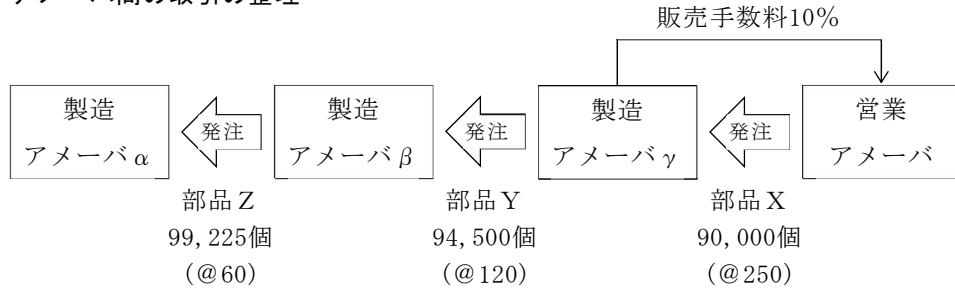 アメーバ間の取引の整理
販売手数料10%
製造
アメーバα
発注
製造
アメーバβ
発注
製造
アメーバγ
発注
営業
アメーバ
部品Z
99,225個
(@60)
部品Y
94,500個
(@120)
部品X
90,000個
(@250)